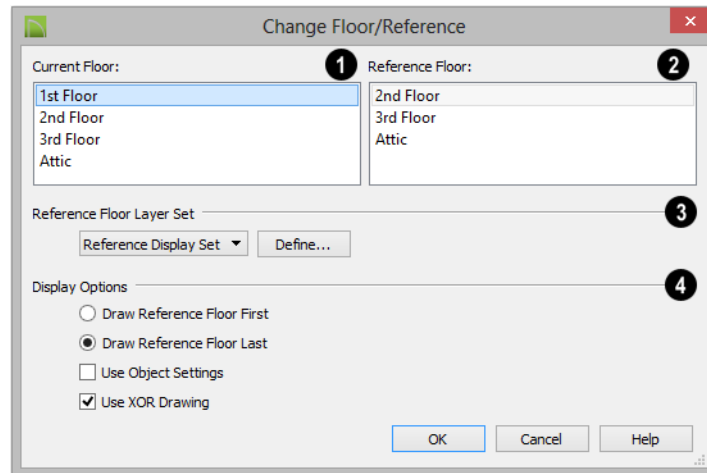 Change Floor/Reference
Current Floor: 1
1st Floor
2nd Floor
3rd Floor
Attic
Reference Floor: 2
2nd Floor
3rd Floor
Attic
Reference Floor Layer Set 3
Reference Display Set Define...
Display Options 4
Draw Reference Floor First
Draw Reference Floor Last
Use Object Settings
Use XOR Drawing
OK Cancel Help